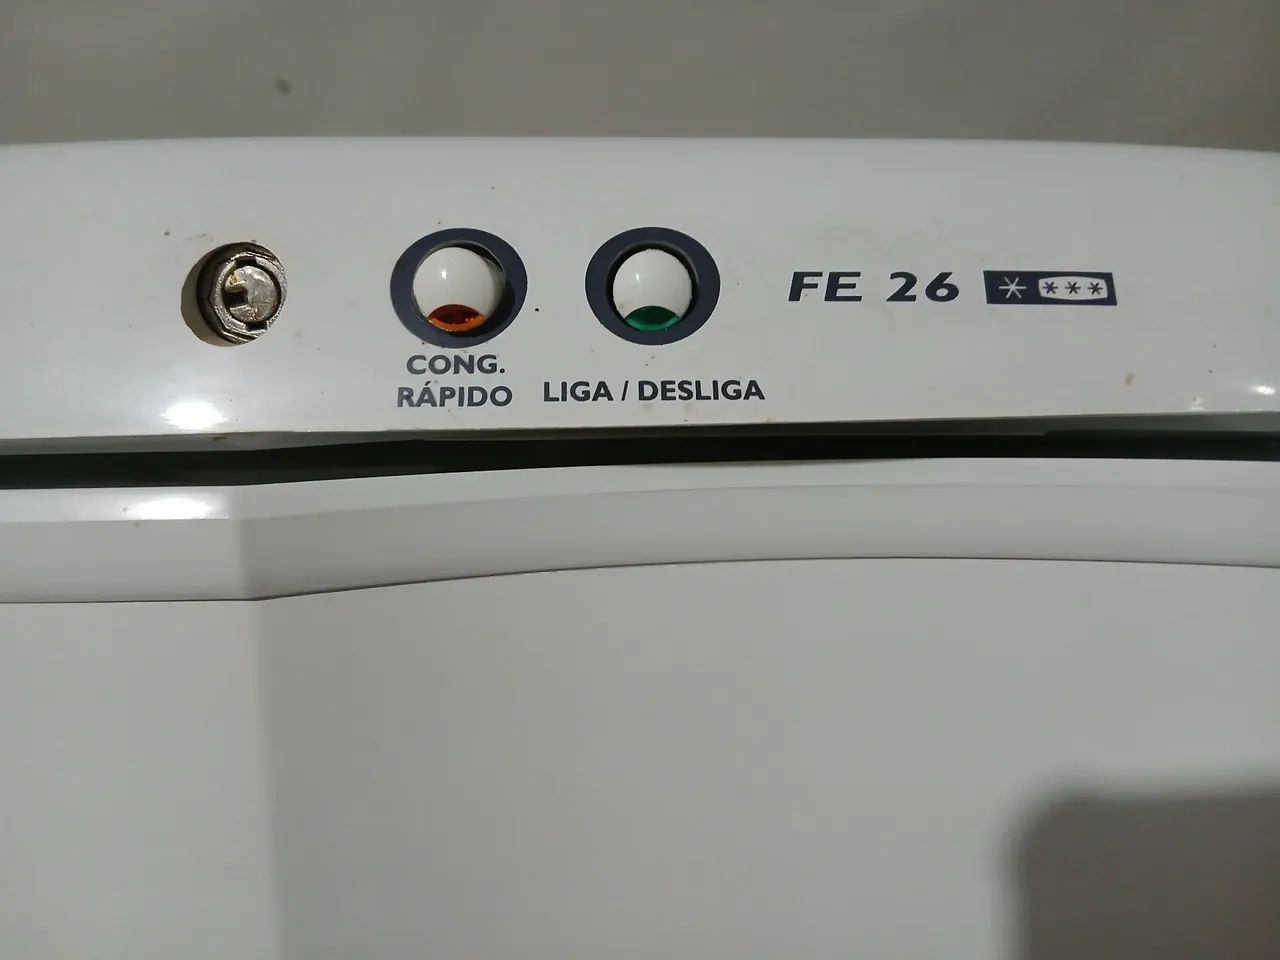 CONG.
RÁPIDO
LIGA / DESLIGA
FE 26